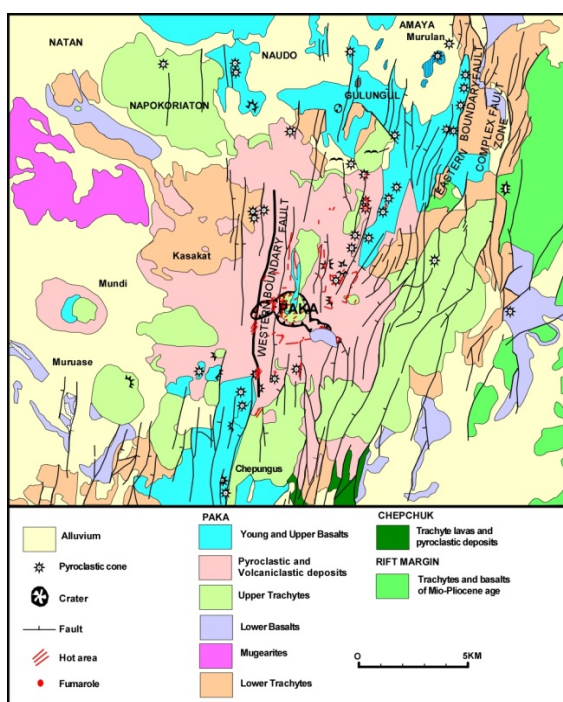 NATAN
NAUDO
AMAYA
Murulan
NAPOKORIATON
GULUNGUL
EASTERN BOUNDARY FAULT
COMPLEX FAULT
ZONE
Kasakat
WESTERN BOUNDARY FAULT
Mundi
PAKA
Muruase
Chepungus
Alluvium
Pyroclastic cone
Crater
Fault
Hot area
Fumarole
PAKA
Young and Upper Basalts
Pyroclastic and
Volcaniclastic deposits
Upper Trachytes
Lower Basalts
Mugearites
Lower Trachytes
CHEPCHUK
Trachyte lavas and
pyroclastic deposits
RIFT MARGIN
Trachytes and basalts
of Mio-Pliocene age
O 5KM